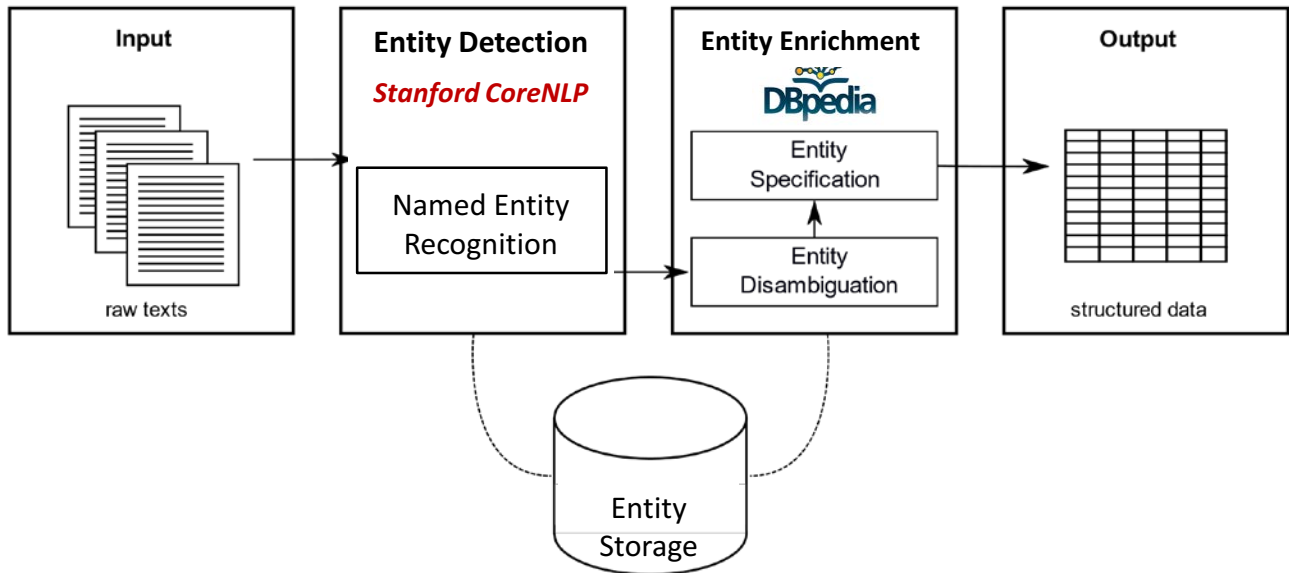 Input
raw texts
Entity Detection
Stanford CoreNLP
Named Entity
Recognition
Entity Enrichment
DBpedia
Entity
Specification
Entity
Disambiguation
Output
structured data
Entity
Storage